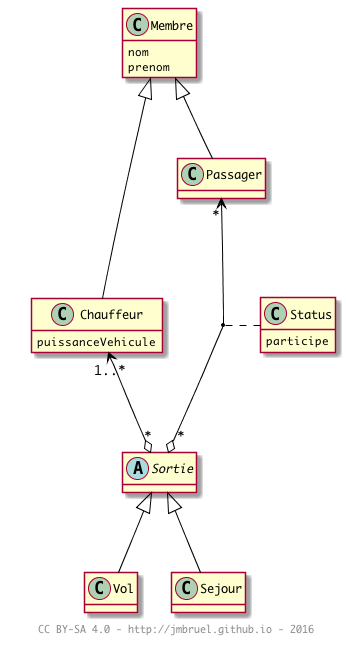 C Membre
nom
prenom
C Passager
*
C Chauffeur
puissanceVehicule
C Status
participe
1..*
* *
A Sortie
C Vol
C Sejour
CC BY-SA 4.0 - http://jmbruel.github.io - 2016